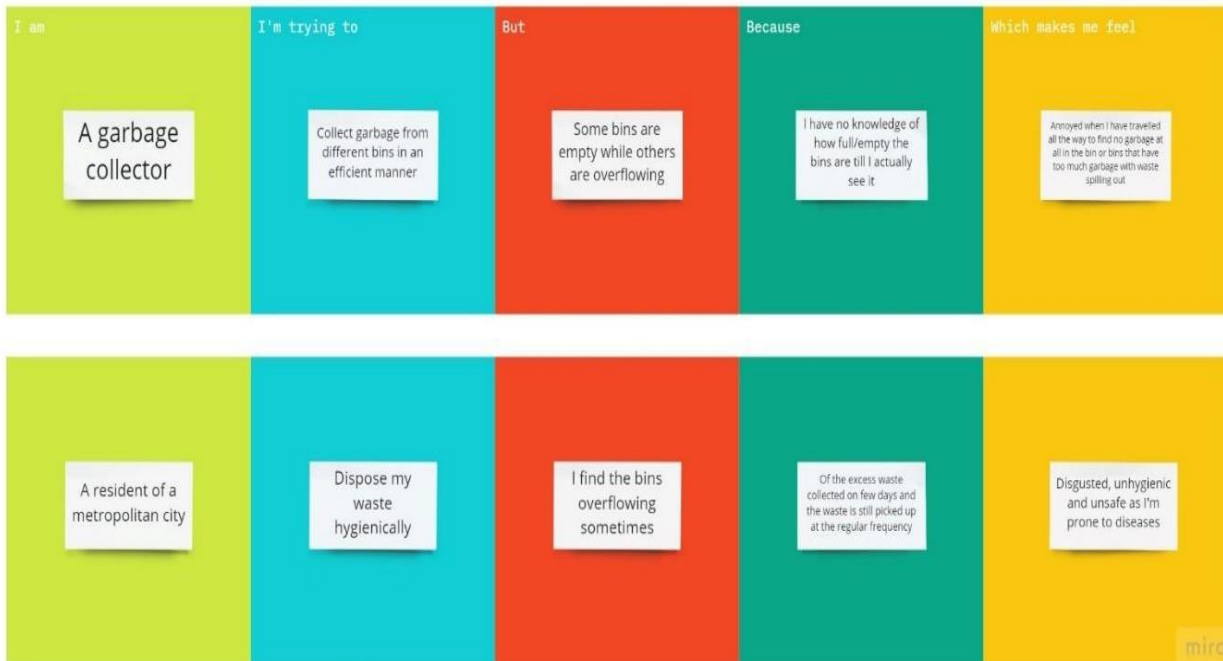 I am
I'm trying to
But
Because
Which makes me feel
A garbage
collector
Collect garbage from
different bins in an
efficient manner
Some bins are
empty while others
are overflowing
I have no knowledge of
how full/empty the
bins are till I actually
see it
Annoyed when I have travelled
all the way to find no garbage at
all in the bin or bins that have
too much garbage with waste
spilling out
A resident of a
metropolitan city
Dispose my
waste
hygienically
I find the bins
overflowing
sometimes
Of the excess waste
collected on few days and
the waste is still picked up
at the regular frequency
Disgusted, unhygienic
and unsafe as I'm
prone to diseases
miro